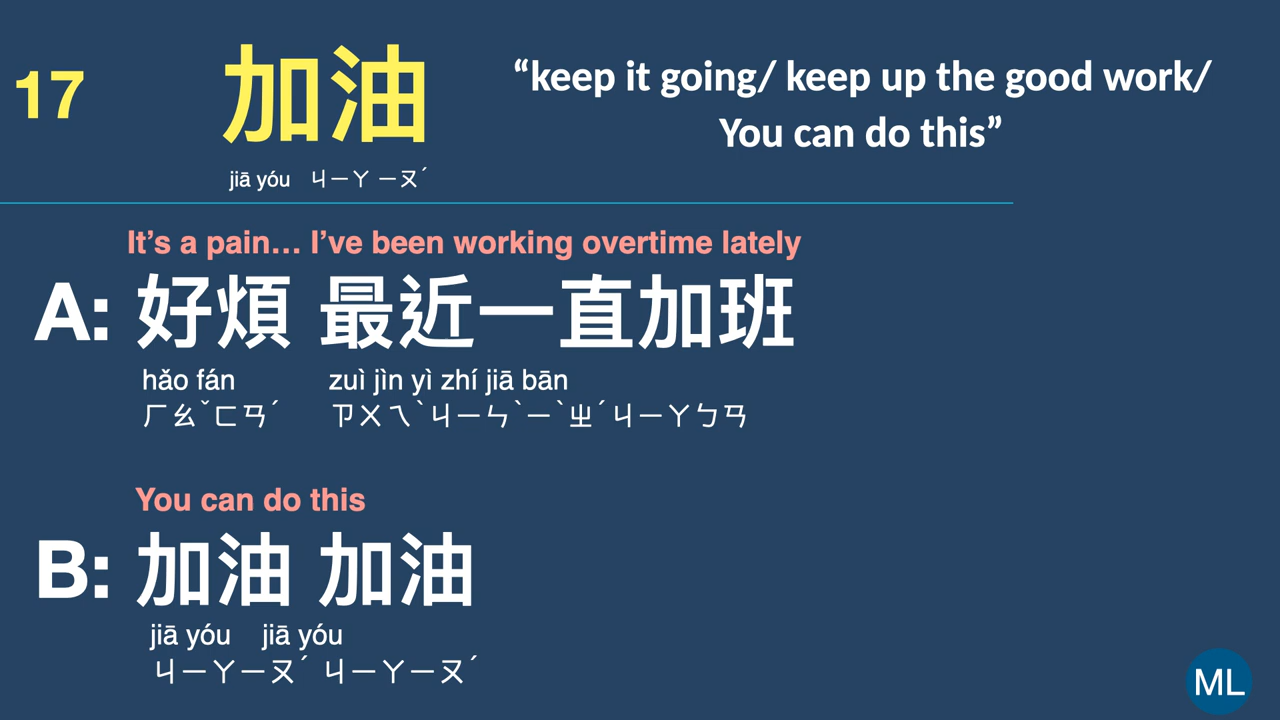 17
加油
“keep it going/ keep up the good work/
You can do this”
jiā yóu ㄐㄧㄚ ㄧㄡˊ
It’s a pain... I’ve been working overtime lately
A: 好煩 最近一直加班
hǎo fán zuì jìn yì zhí jiā bān
ㄏㄠˇㄈㄢˊ ㄗㄨㄟˋㄐㄧㄣˋㄧˋㄓˊㄐㄧㄚㄅㄢ
You can do this
B: 加油 加油
jiā yóu jiā yóu
ㄐㄧㄚㄧㄡˊ ㄐㄧㄚㄧㄡˊ
ML